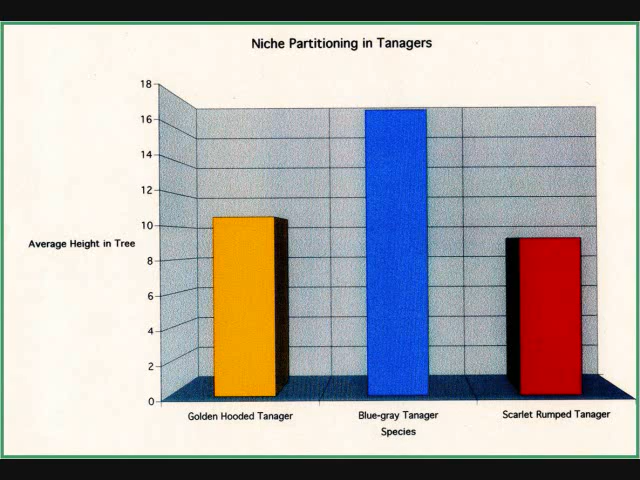 Niche Partitioning in Tanagers
18
16
14
12
10
8
6
4
2
0
Average Height in Tree
Golden Hooded Tanager
Blue-gray Tanager
Scarlet Rumped Tanager
Species